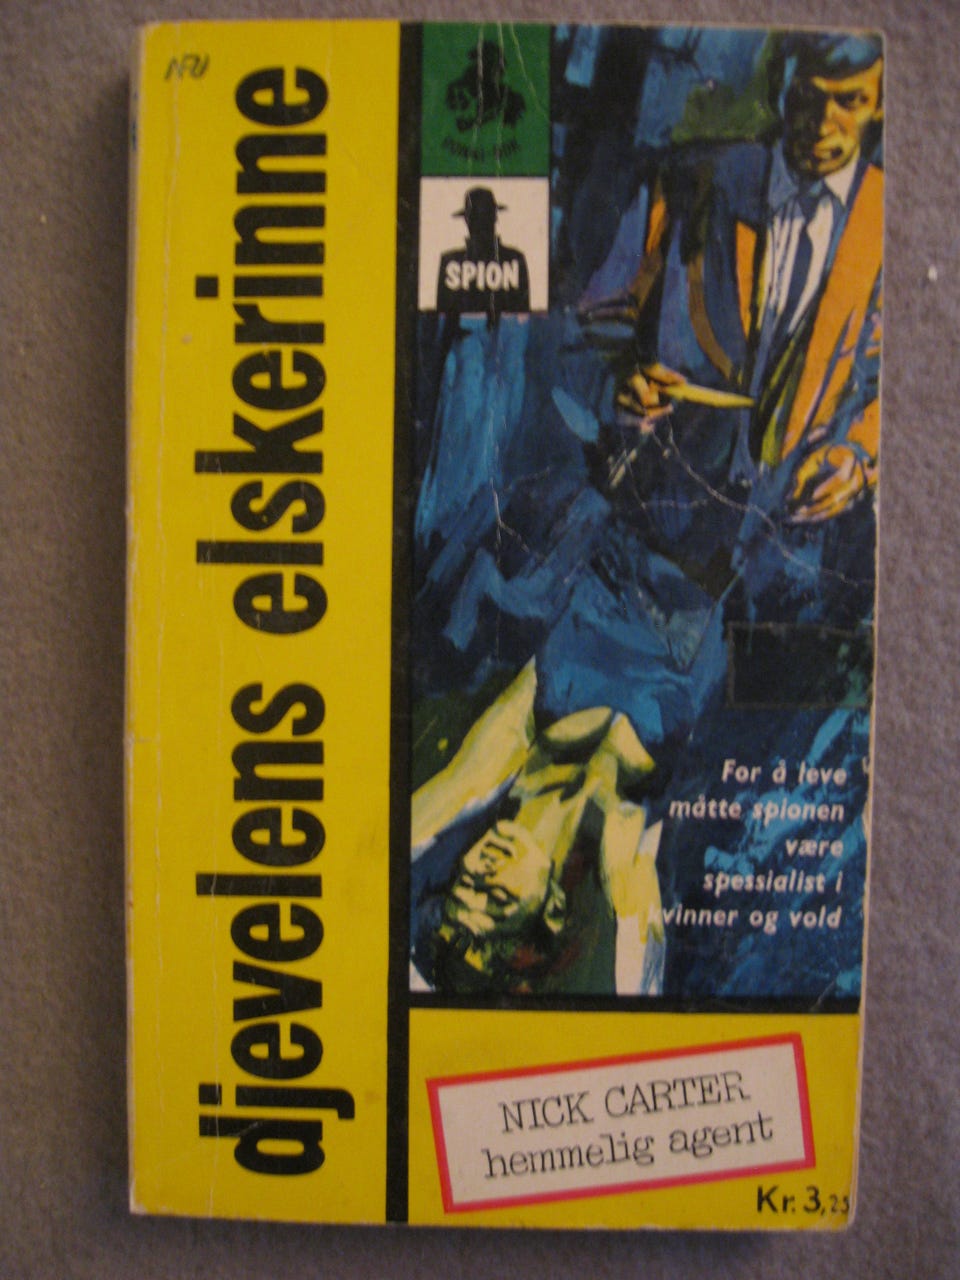 djevelens elskerinne
SPION
For å leve
måtte spionen
være
spessialist i
kvinner og vold
NICK CARTER
hemmelig agent
Kr. 3,25